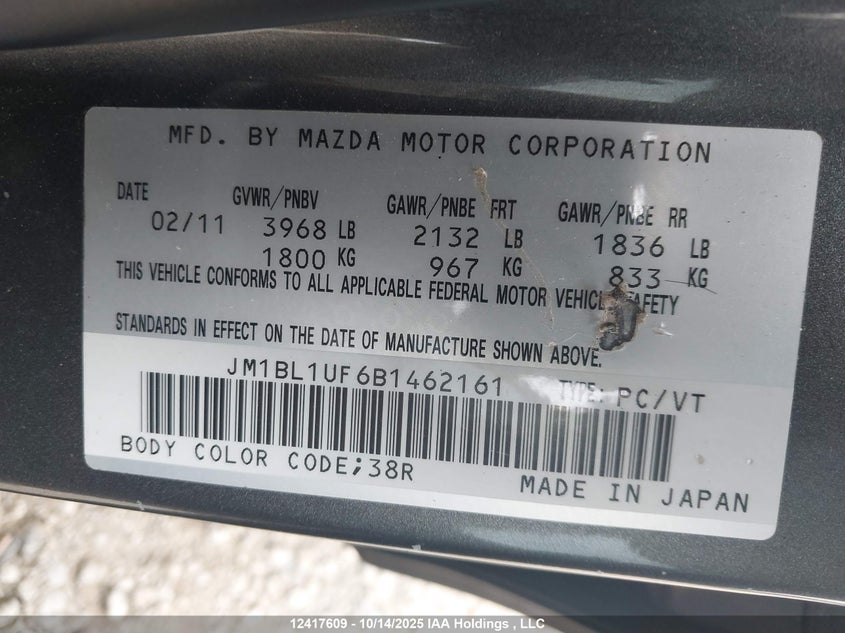 MFD. BY MAZDA MOTOR CORPORATION
DATE GVWR/PNBV GAWR/PNBE FRT GAWR/PNBE RR
02/11 3968 LB 2132 LB 1836 LB
1800 KG 967 KG 833 KG
THIS VEHICLE CONFORMS TO ALL APPLICABLE FEDERAL MOTOR VEHICLE SAFETY
STANDARDS IN EFFECT ON THE DATE OF MANUFACTURE SHOWN ABOVE.
JM1BL1UF6B1462161 TYPE: PC/VT
BODY COLOR CODE;38R
MADE IN JAPAN
12417609 - 10/14/2025 IAA Holdings , LLC